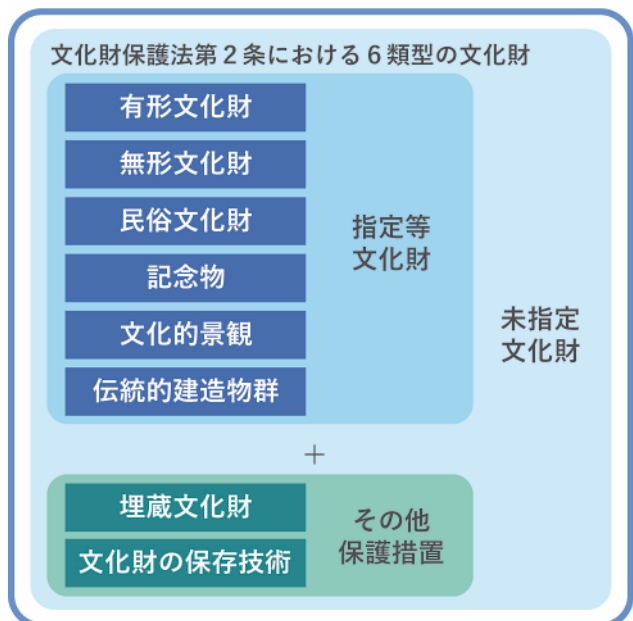 文化財保護法第2条における6類型の文化財
有形文化財
無形文化財
民俗文化財
記念物
文化的景観
伝統的建造物群
指定等
文化財
未指定
文化財
+
埋蔵文化財
文化財の保存技術
その他
保護措置